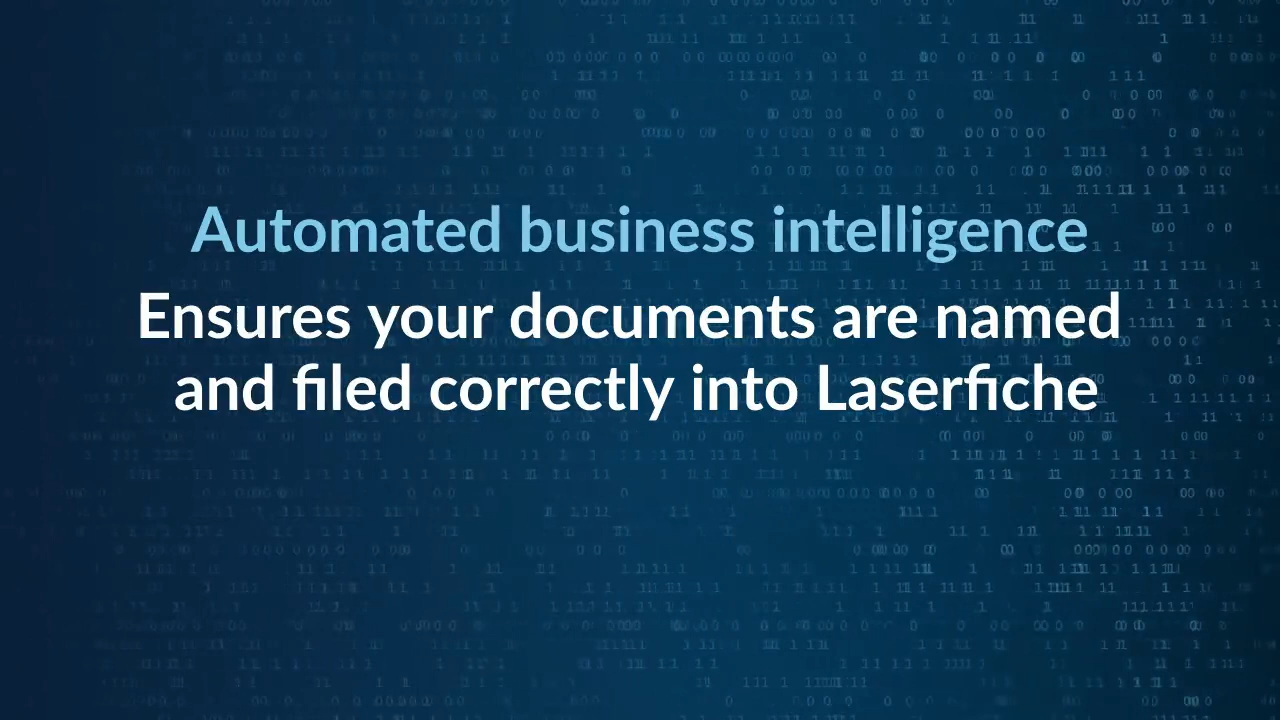 Automated business intelligence
Ensures your documents are named
and filed correctly into Laserfiche